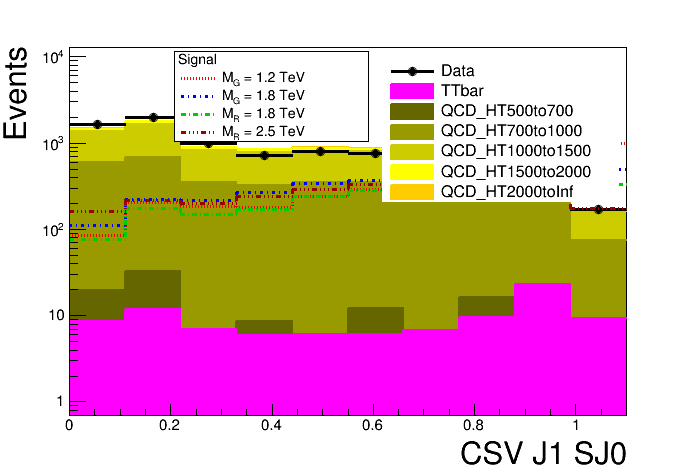 Events
10⁴
10³
10²
10
1
Signal
M_G = 1.2 TeV
M_G = 1.8 TeV
M_R = 1.8 TeV
M_R = 2.5 TeV
Data
TTbar
QCD_HT500to700
QCD_HT700to1000
QCD_HT1000to1500
QCD_HT1500to2000
QCD_HT2000toInf
0 0.2 0.4 0.6 0.8 1
CSV J1 SJ0